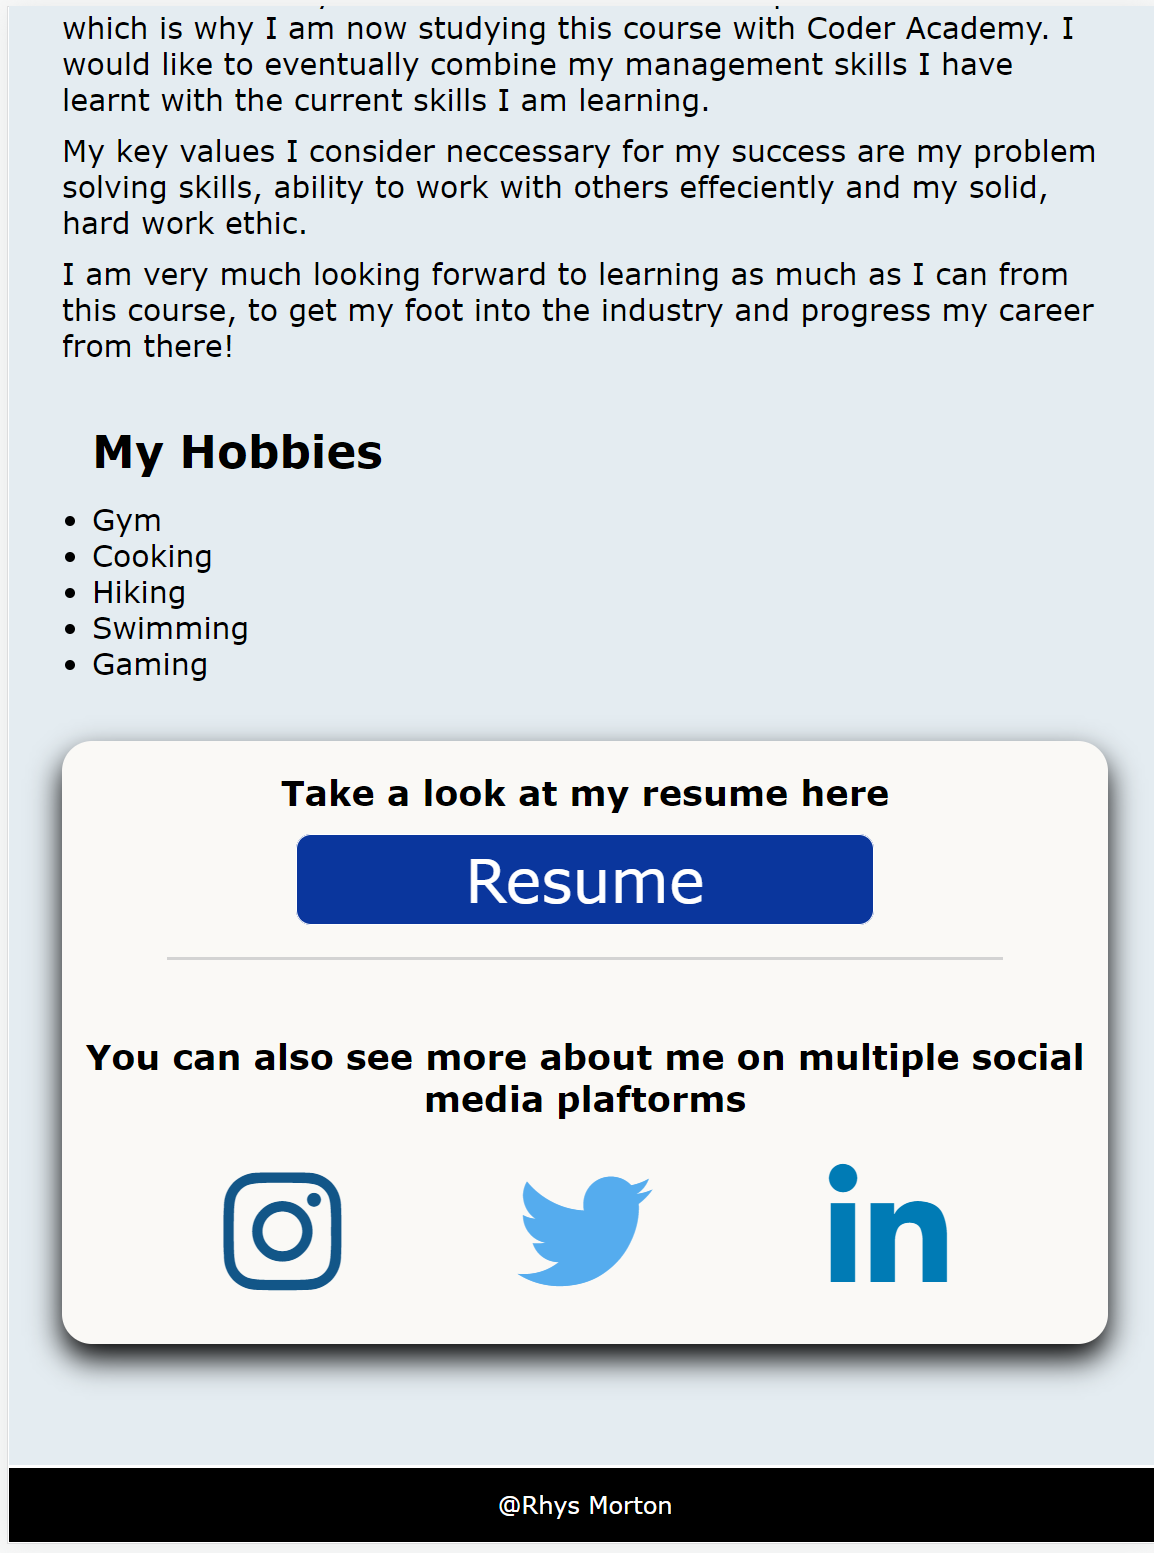 which is why I am now studying this course with Coder Academy. I
would like to eventually combine my management skills I have
learnt with the current skills I am learning.
My key values I consider neccessary for my success are my problem
solving skills, ability to work with others effeciently and my solid,
hard work ethic.
I am very much looking forward to learning as much as I can from
this course, to get my foot into the industry and progress my career
from there!
My Hobbies
• Gym
• Cooking
• Hiking
• Swimming
• Gaming
Take a look at my resume here
Resume
You can also see more about me on multiple social
media plaftorms
in
@Rhys Morton